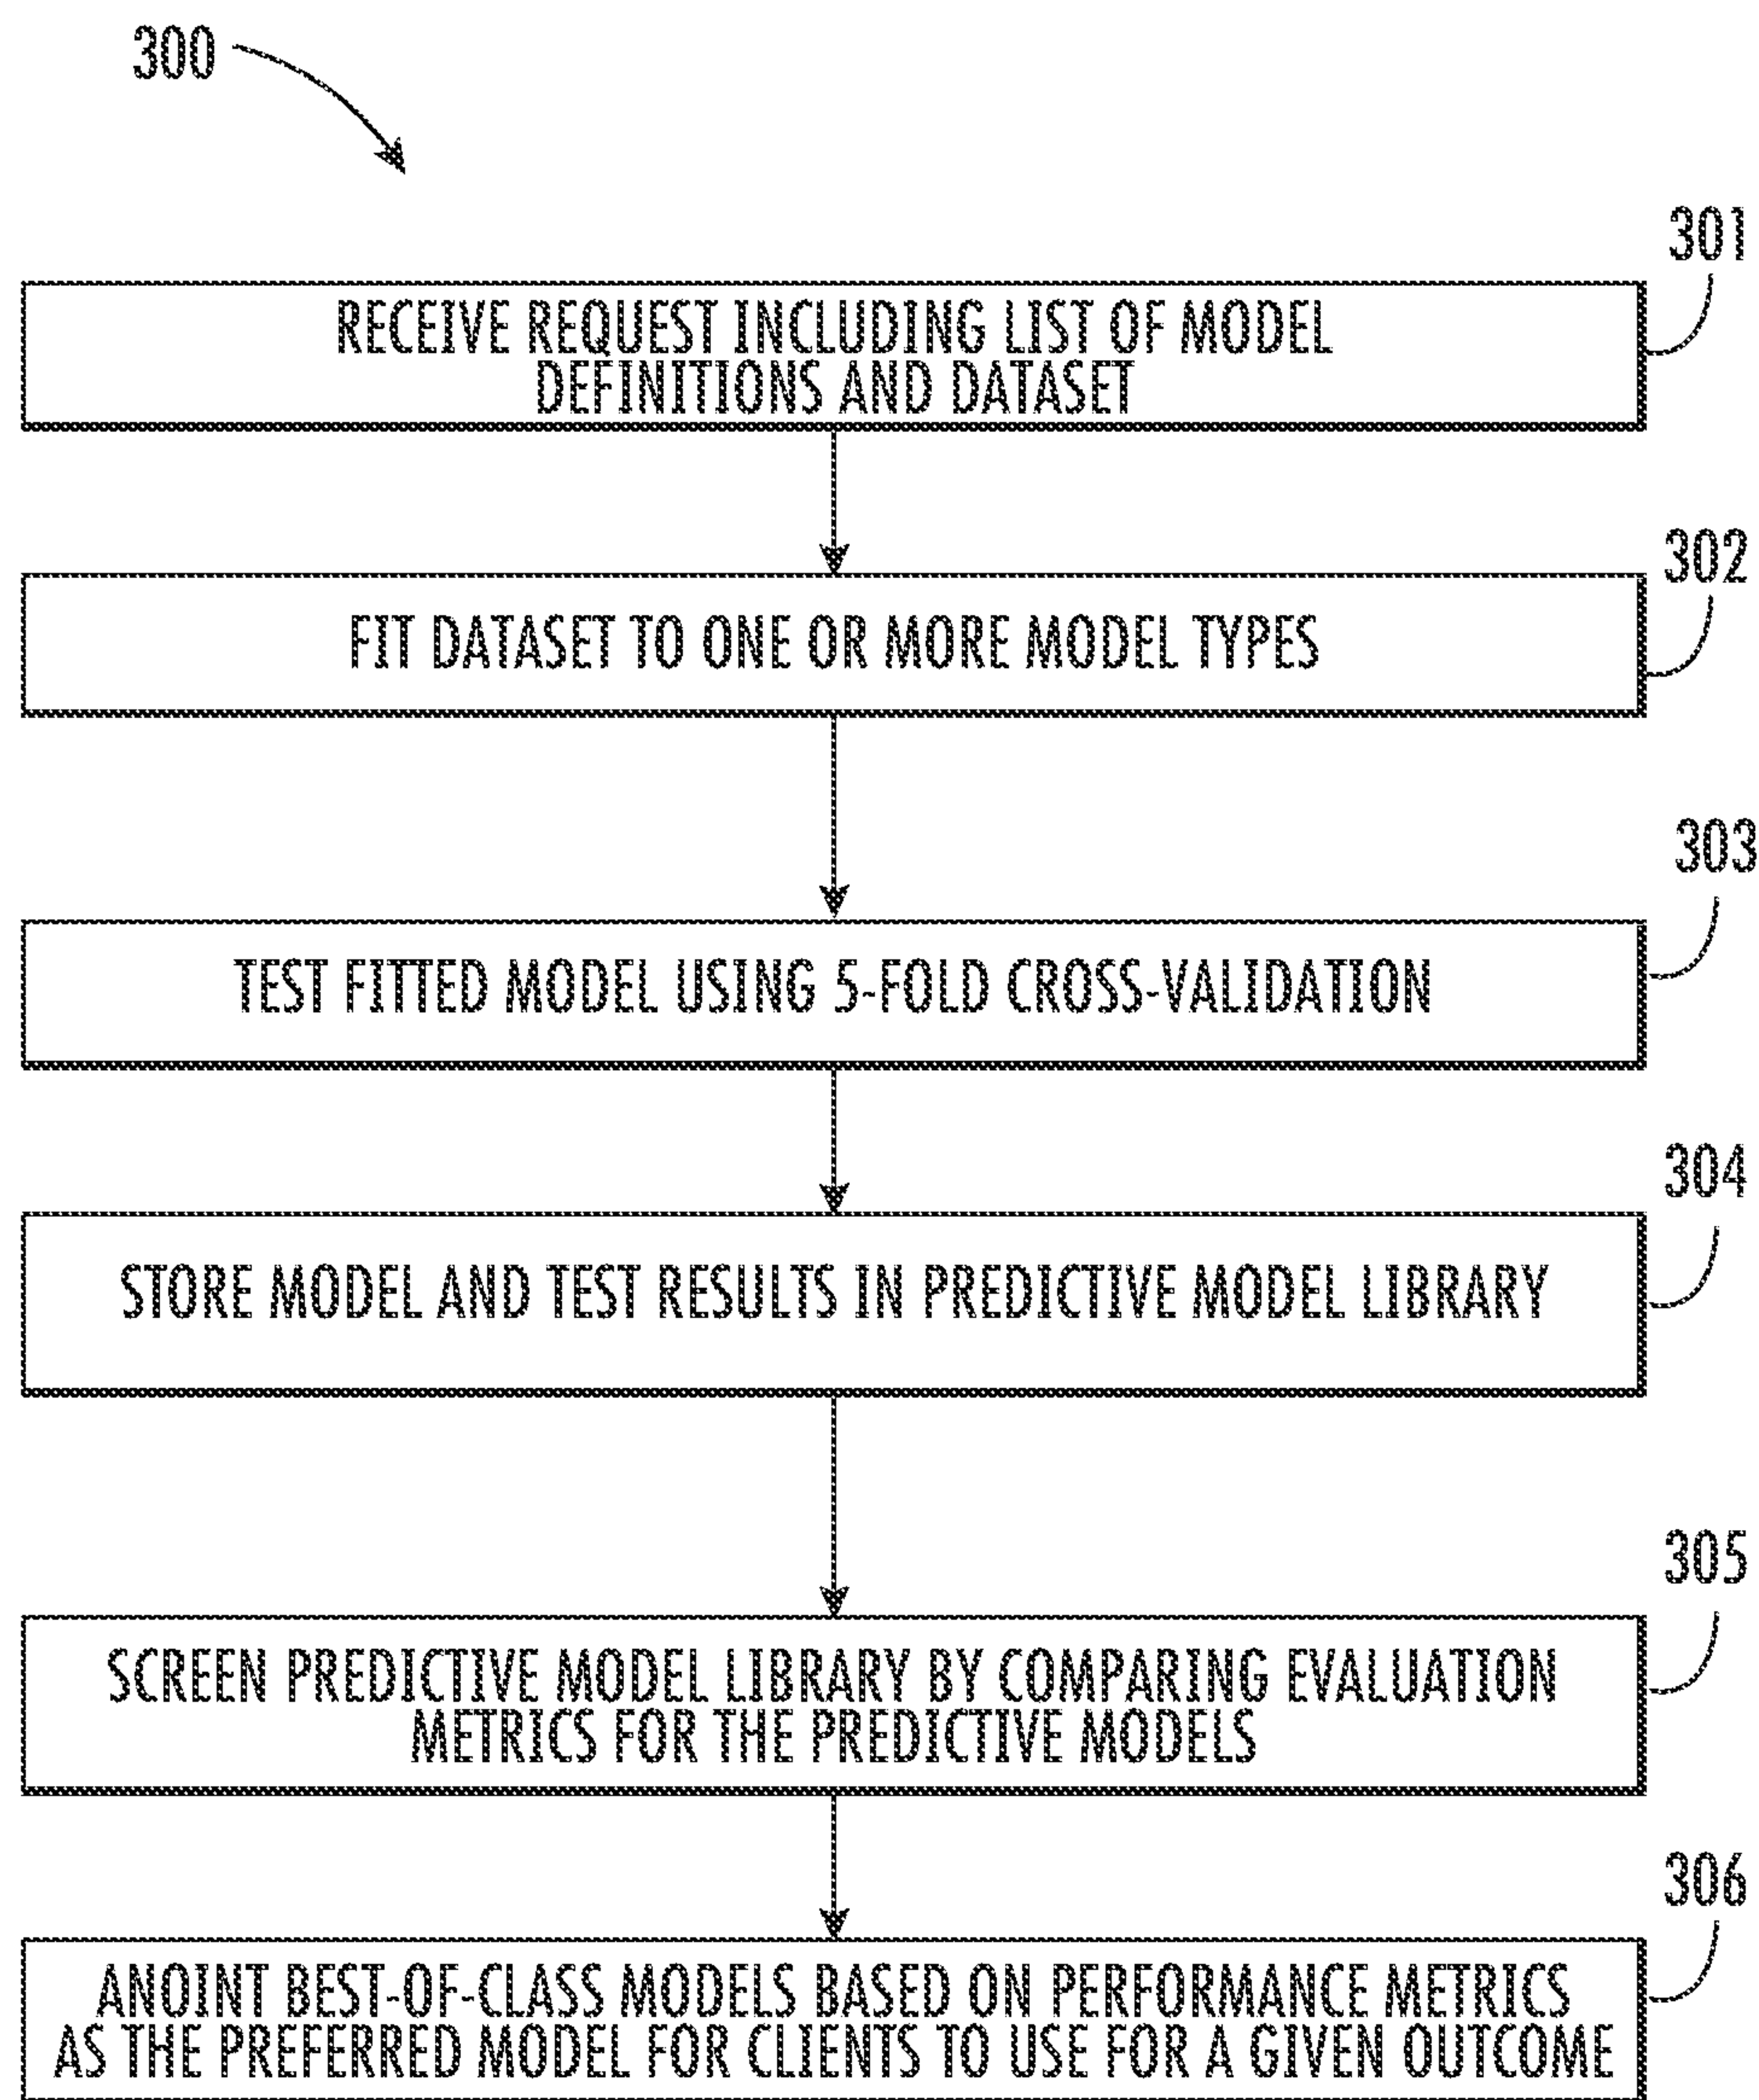 300
301
RECEIVE REQUEST INCLUDING LIST OF MODEL
DEFINITIONS AND DATASET
302
FIT DATASET TO ONE OR MORE MODEL TYPES
303
TEST FITTED MODEL USING 5-FOLD CROSS-VALIDATION
304
STORE MODEL AND TEST RESULTS IN PREDICTIVE MODEL LIBRARY
305
SCREEN PREDICTIVE MODEL LIBRARY BY COMPARING EVALUATION
METRICS FOR THE PREDICTIVE MODELS
306
ANOINT BEST-OF-CLASS MODELS BASED ON PERFORMANCE METRICS
AS THE PREFERRED MODEL FOR CLIENTS TO USE FOR A GIVEN OUTCOME